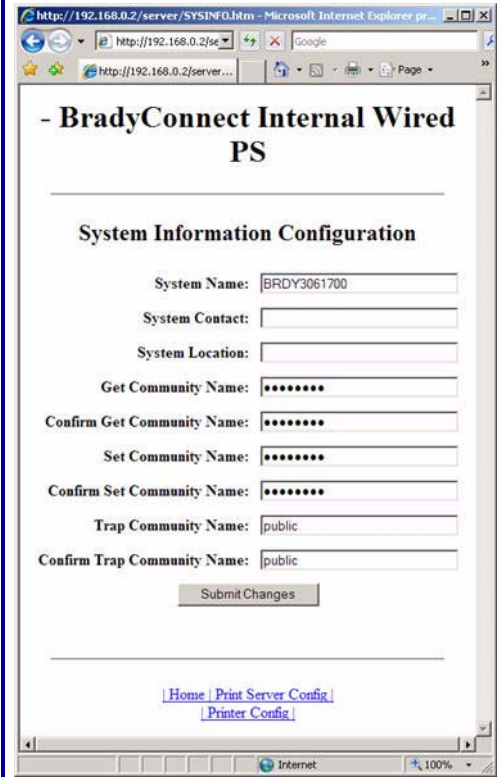 http://192.168.0.2/server/SYSINFO.htm - Microsoft Internet Explorer pr...
http://192.168.0.2/se
Google
http://192.168.0.2/server...
Page
»
- BradyConnect Internal Wired
PS
System Information Configuration
System Name: BRDY3061700
System Contact:
System Location:
Get Community Name: ●●●●●●●●
Confirm Get Community Name: ●●●●●●●●
Set Community Name: ●●●●●●●●
Confirm Set Community Name: ●●●●●●●●
Trap Community Name: public
Confirm Trap Community Name: public
Submit Changes
| Home | Print Server Config |
| Printer Config |
Internet
100%